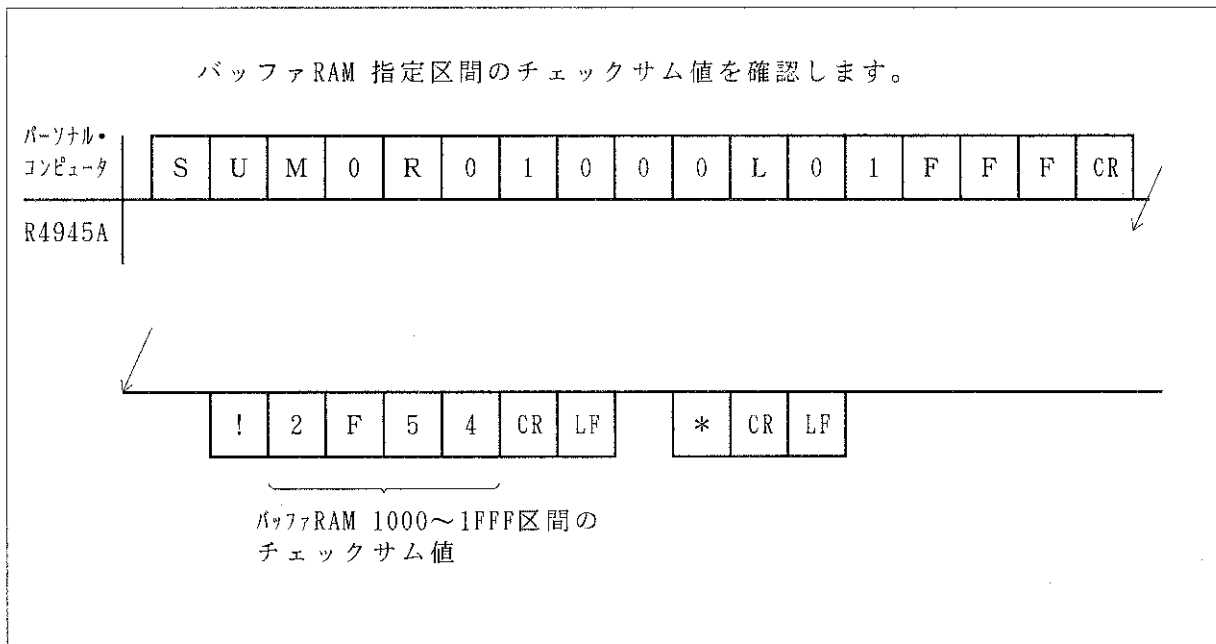 バッファRAM 指定区間のチェックサム値を確認します。
パーソナル・
コンピュータ
S U M 0 R 0 1 0 0 0 L 0 1 F F F CR
R4945A
! 2 F 5 4 CR LF * CR LF
バッファRAM 1000～1FFF区間の
チェックサム値